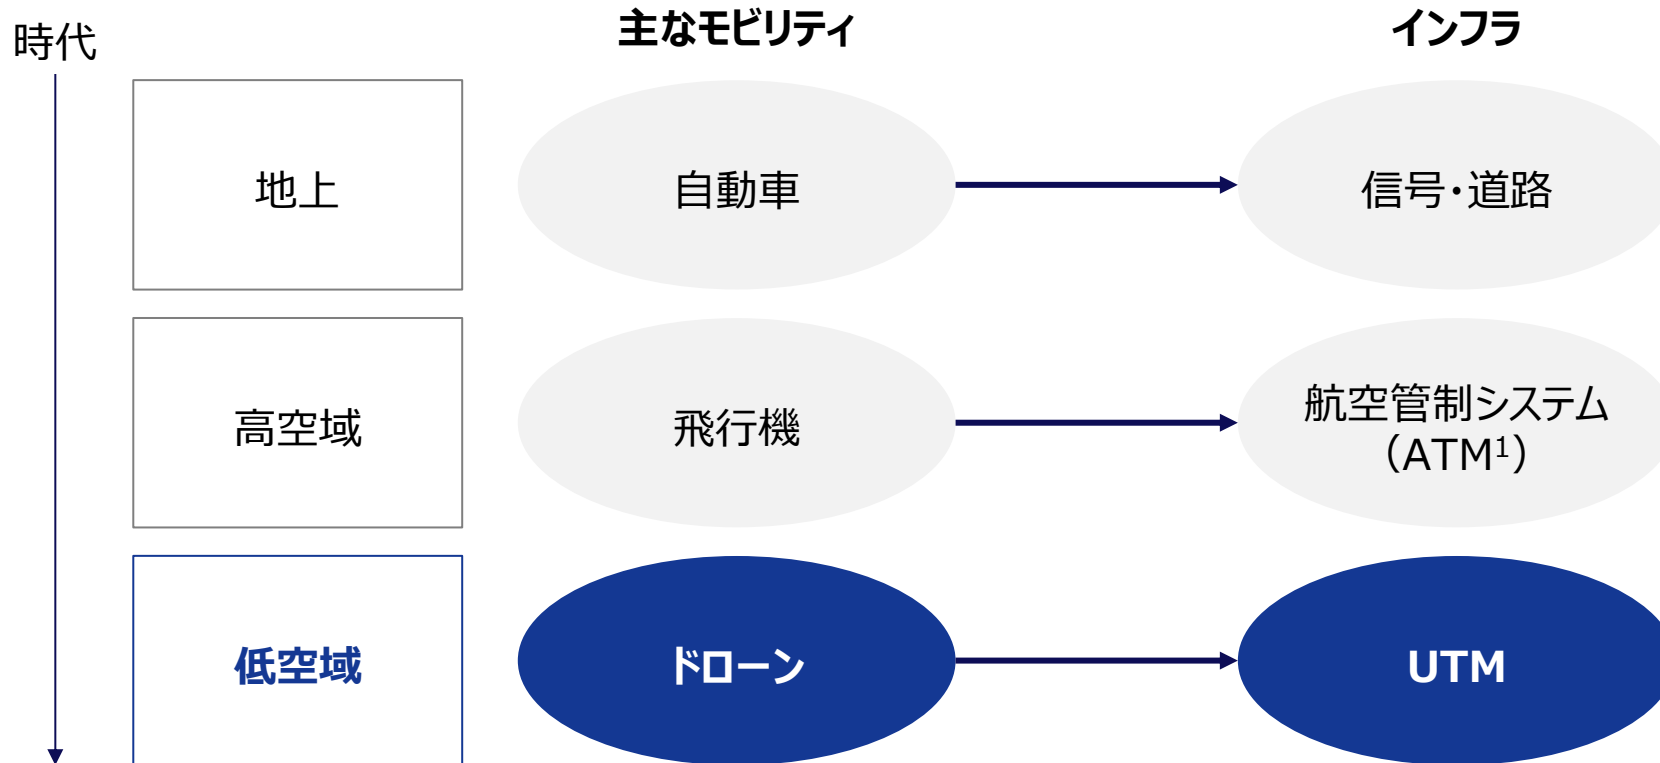 時代
主なモビリティ
インフラ
地上
自動車
信号・道路
高空域
飛行機
航空管制システム
（ATM¹）
低空域
ドローン
UTM